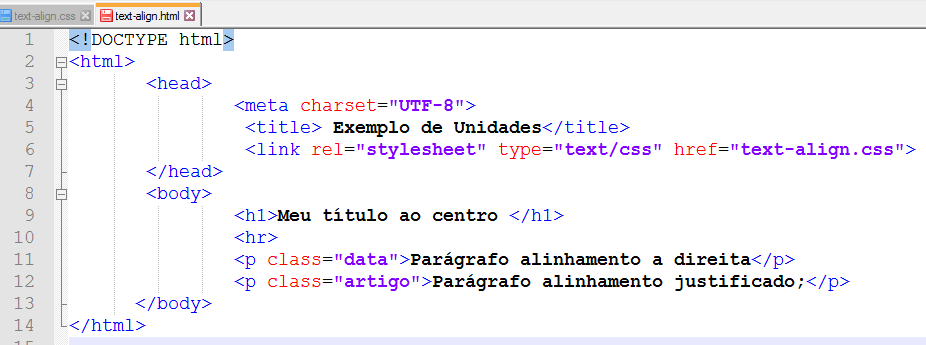 text-align.css text-align.html
1 <!DOCTYPE html>
2 <html>
3 <head>
4 <meta charset="UTF-8">
5 <title> Exemplo de Unidades</title>
6 <link rel="stylesheet" type="text/css" href="text-align.css">
7 </head>
8 <body>
9 <h1>Meu título ao centro </h1>
10 <hr>
11 <p class="data">Parágrafo alinhamento a direita</p>
12 <p class="artigo">Parágrafo alinhamento justificado;</p>
13 </body>
14 </html>
15